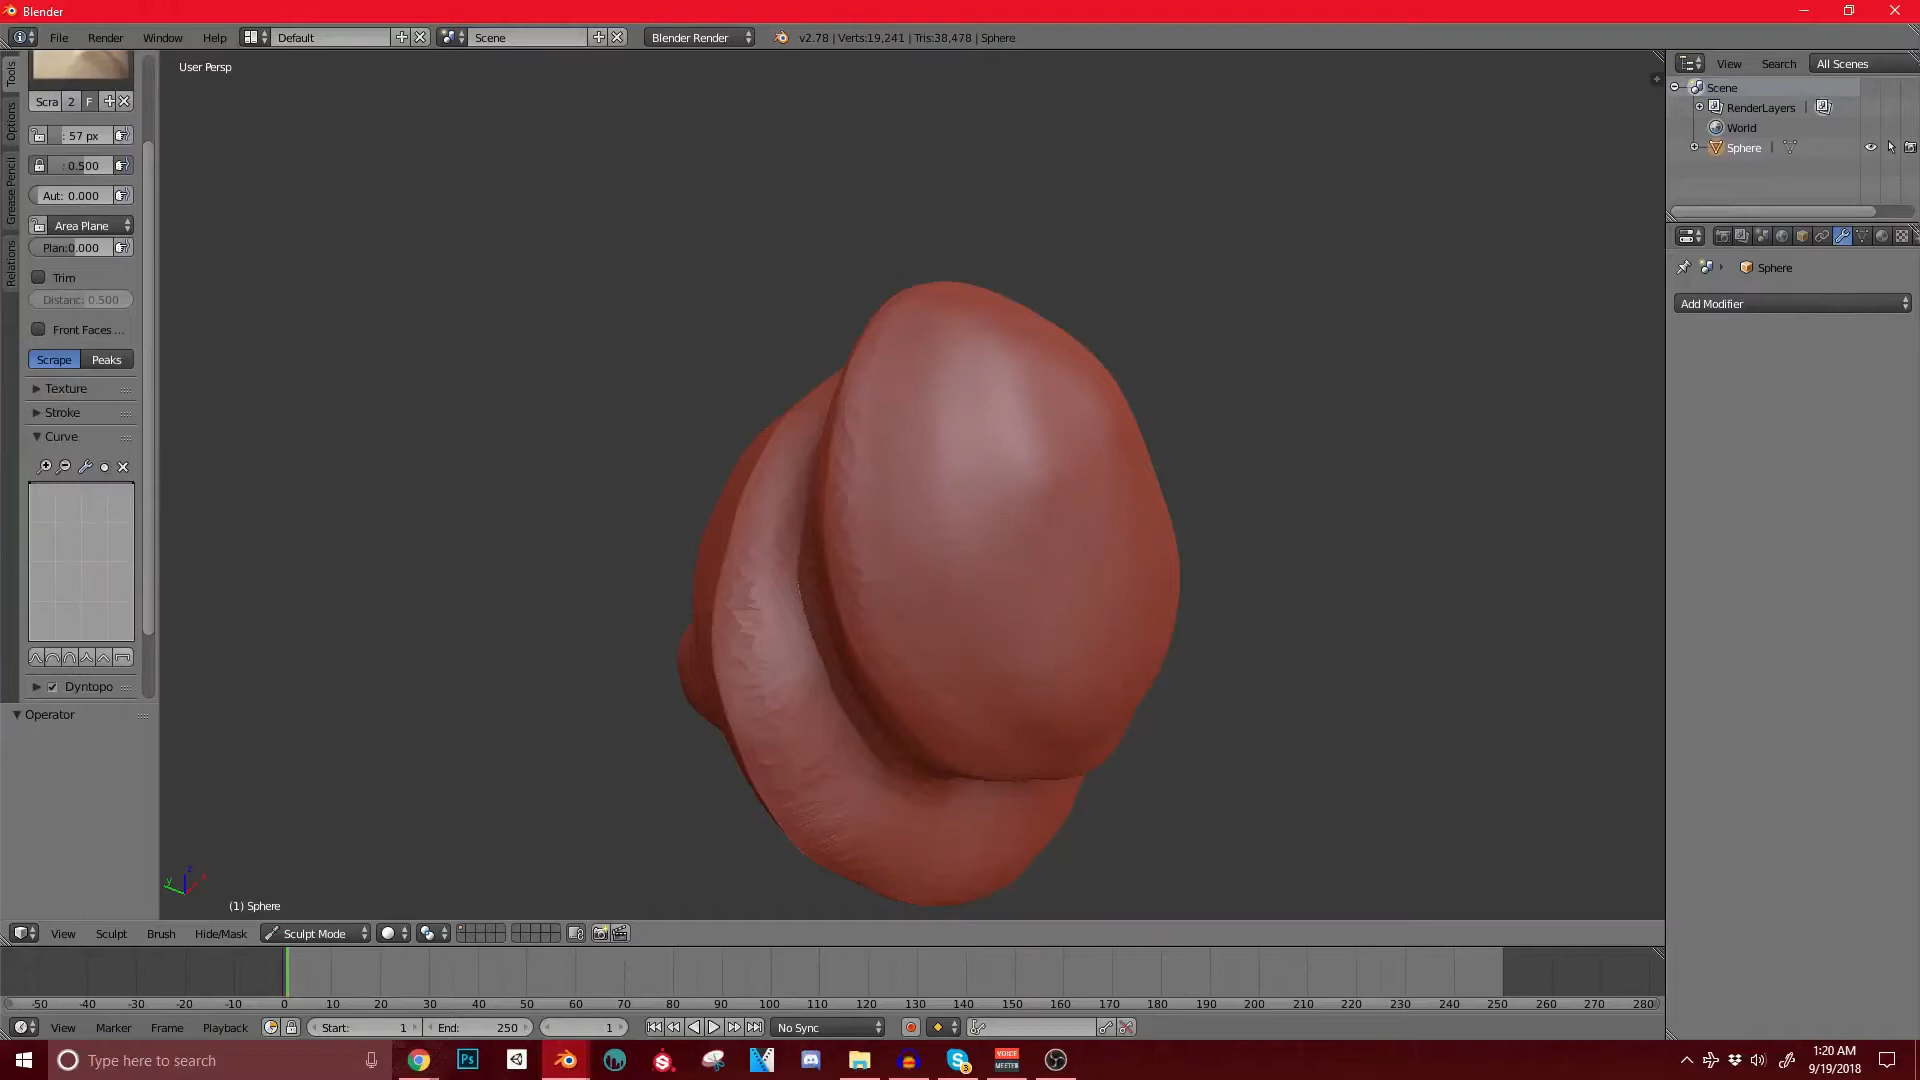 Blender
File Render Window Help Default Scene Blender Render v2.78 | Verts:19,241 | Tris:38,478 | Sphere
User Persp
View Search All Scenes
Scene
RenderLayers
World
Sphere
Sphere
Add Modifier
Tools
Options
Grease Pencil
Relations
Scra 2 F
: 57 px
: 0.500
Aut: 0.000
Area Plane
Plan:0.000
Trim
Distanc: 0.500
Front Faces ...
Scrape Peaks
Texture
Stroke
Curve
Dyntopo
Operator
z
y x
(1) Sphere
View Sculpt Brush Hide/Mask Sculpt Mode
-50 -40 -30 -20 -10 0 10 20 30 40 50 60 70 80 90 100 110 120 130 140 150 160 170 180 190 200 210 220 230 240 250 260 270 280
View Marker Frame Playback Start: 1 End: 250 1 No Sync
Type here to search
Ps
VOICE
MEETER
3
1:20 AM
9/19/2018